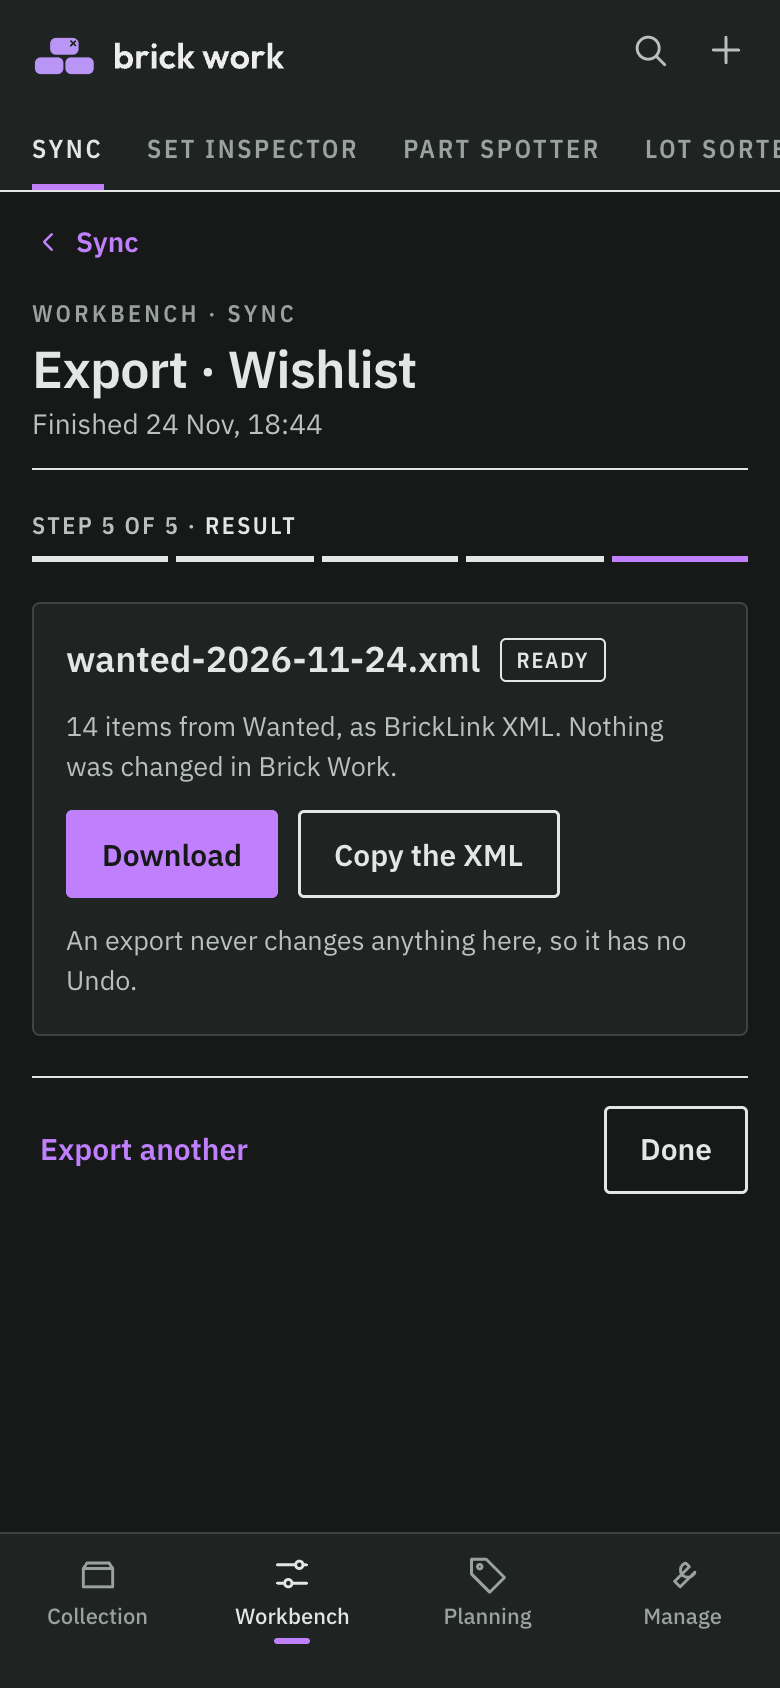 brick work
SYNC SET INSPECTOR PART SPOTTER LOT SORTE
Sync
WORKBENCH · SYNC
Export · Wishlist
Finished 24 Nov, 18:44
STEP 5 OF 5 · RESULT
wanted-2026-11-24.xml READY
14 items from Wanted, as BrickLink XML. Nothing
was changed in Brick Work.
Download Copy the XML
An export never changes anything here, so it has no
Undo.
Export another Done
Collection Workbench Planning Manage